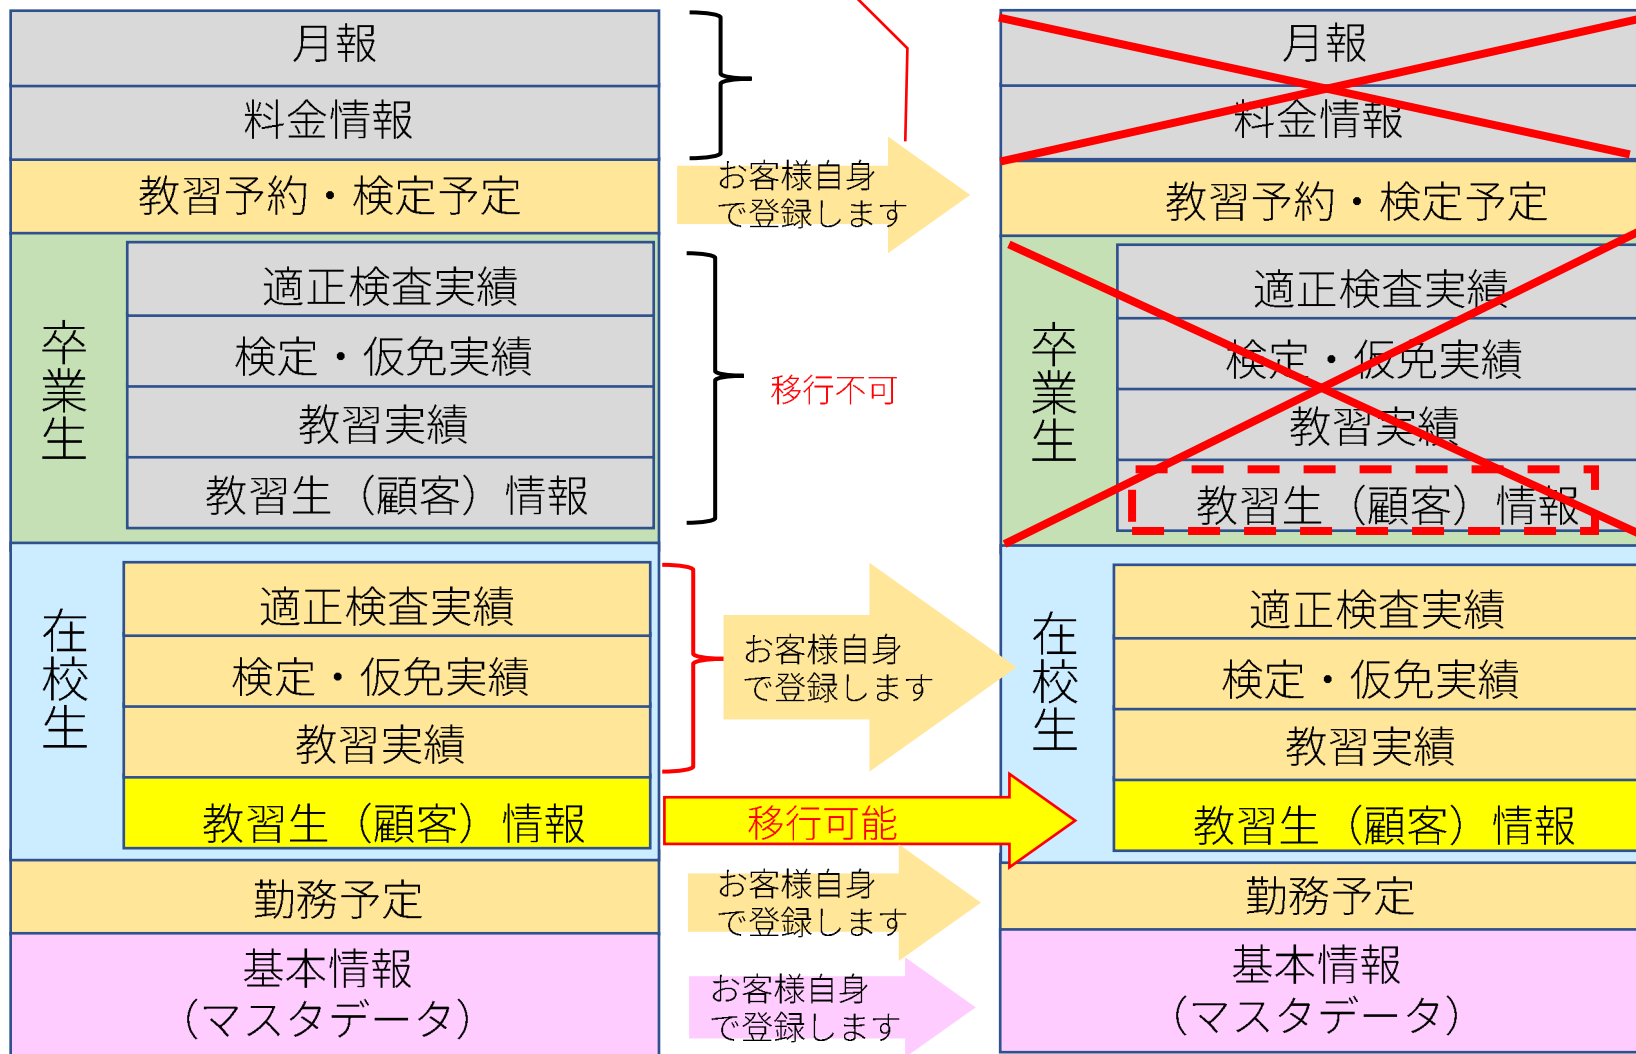 月報
料金情報
教習予約・検定予定
卒業生
適正検査実績
検定・仮免実績
教習実績
教習生（顧客）情報
在校生
適正検査実績
検定・仮免実績
教習実績
教習生（顧客）情報
勤務予定
基本情報
（マスタデータ）
お客様自身
で登録します
移行不可
お客様自身
で登録します
移行可能
お客様自身
で登録します
お客様自身
で登録します
月報
料金情報
教習予約・検定予定
卒業生
適正検査実績
検定・仮免実績
教習実績
教習生（顧客）情報
在校生
適正検査実績
検定・仮免実績
教習実績
教習生（顧客）情報
勤務予定
基本情報
（マスタデータ）